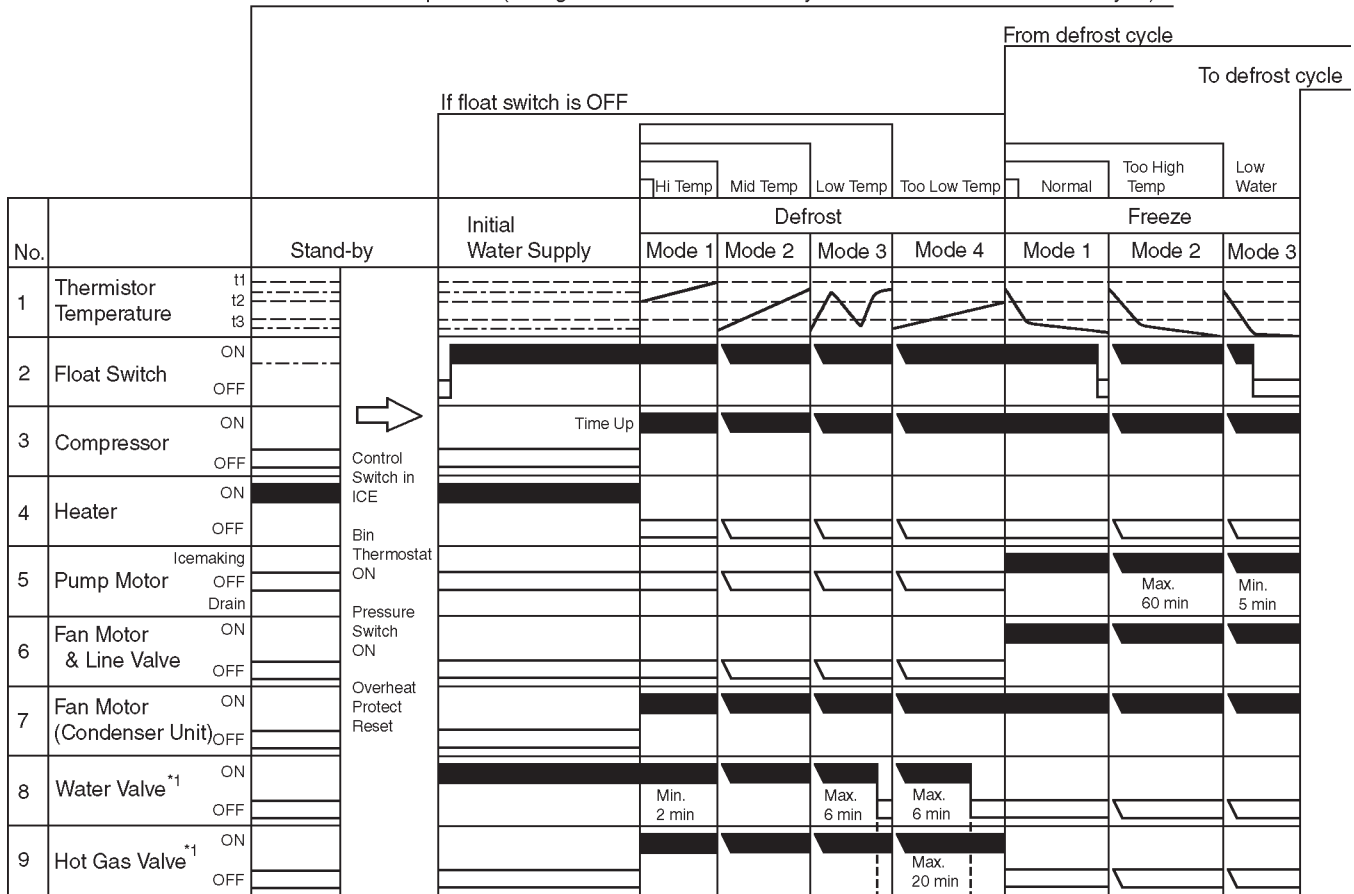 From defrost cycle
To defrost cycle
If float switch is OFF
Hi Temp Mid Temp Low Temp Too Low Temp Normal Too High Temp Low Water
No. Stand-by Initial Water Supply Defrost Freeze
Mode 1 Mode 2 Mode 3 Mode 4 Mode 1 Mode 2 Mode 3
1 Thermistor Temperature t1 t2 t3
2 Float Switch ON OFF
3 Compressor ON OFF Time Up
Control Switch in ICE
4 Heater ON OFF
Bin Thermostat ON
5 Pump Motor Icemaking OFF Drain Max. 60 min Min. 5 min
Pressure Switch ON
6 Fan Motor & Line Valve ON OFF
Overheat Protect Reset
7 Fan Motor (Condenser Unit) ON OFF
8 Water Valve *1 ON OFF Min. 2 min Max. 6 min Max. 6 min
9 Hot Gas Valve *1 ON OFF Max. 20 min